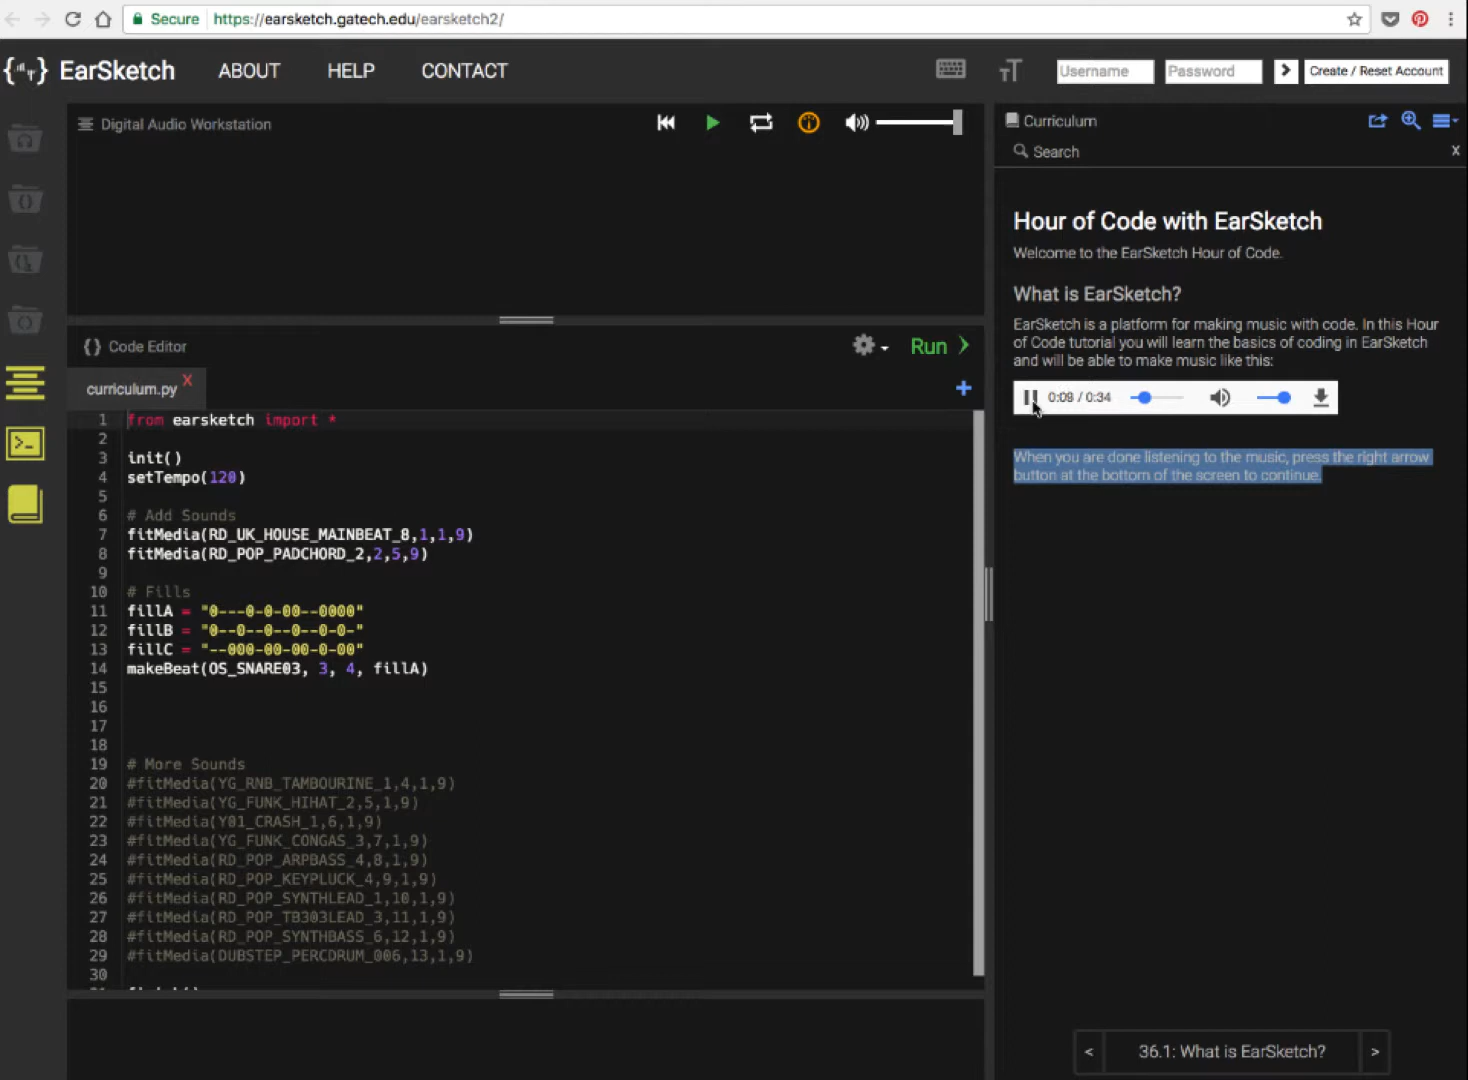 Secure https://earsketch.gatech.edu/earsketch2/
EarSketch ABOUT HELP CONTACT
Username Password Create / Reset Account
Digital Audio Workstation
Code Editor
Run
curriculum.py X
1 from earsketch import *
2
3 init()
4 setTempo(120)
5
6 # Add Sounds
7 fitMedia(RD_UK_HOUSE_MAINBEAT_8,1,1,9)
8 fitMedia(RD_POP_PADCHORD_2,2,5,9)
9
10 # Fills
11 fillA = "0---0-0-00--0000"
12 fillB = "0--0--0--0--0-0-"
13 fillC = "--000-00-00-0-00"
14 makeBeat(OS_SNARE03, 3, 4, fillA)
15
16
17
18
19 # More Sounds
20 #fitMedia(YG_RNB_TAMBOURINE_1,4,1,9)
21 #fitMedia(YG_FUNK_HIHAT_2,5,1,9)
22 #fitMedia(Y01_CRASH_1,6,1,9)
23 #fitMedia(YG_FUNK_CONGAS_3,7,1,9)
24 #fitMedia(RD_POP_ARPBASS_4,8,1,9)
25 #fitMedia(RD_POP_KEYPLUCK_4,9,1,9)
26 #fitMedia(RD_POP_SYNTHLEAD_1,10,1,9)
27 #fitMedia(RD_POP_TB303LEAD_3,11,1,9)
28 #fitMedia(RD_POP_SYNTHBASS_6,12,1,9)
29 #fitMedia(DUBSTEP_PERCDRUM_006,13,1,9)
30
Curriculum
Search X
Hour of Code with EarSketch
Welcome to the EarSketch Hour of Code.
What is EarSketch?
EarSketch is a platform for making music with code. In this Hour
of Code tutorial you will learn the basics of coding in EarSketch
and will be able to make music like this:
0:09 / 0:34
When you are done listening to the music, press the right arrow
button at the bottom of the screen to continue.
< 36.1: What is EarSketch? >